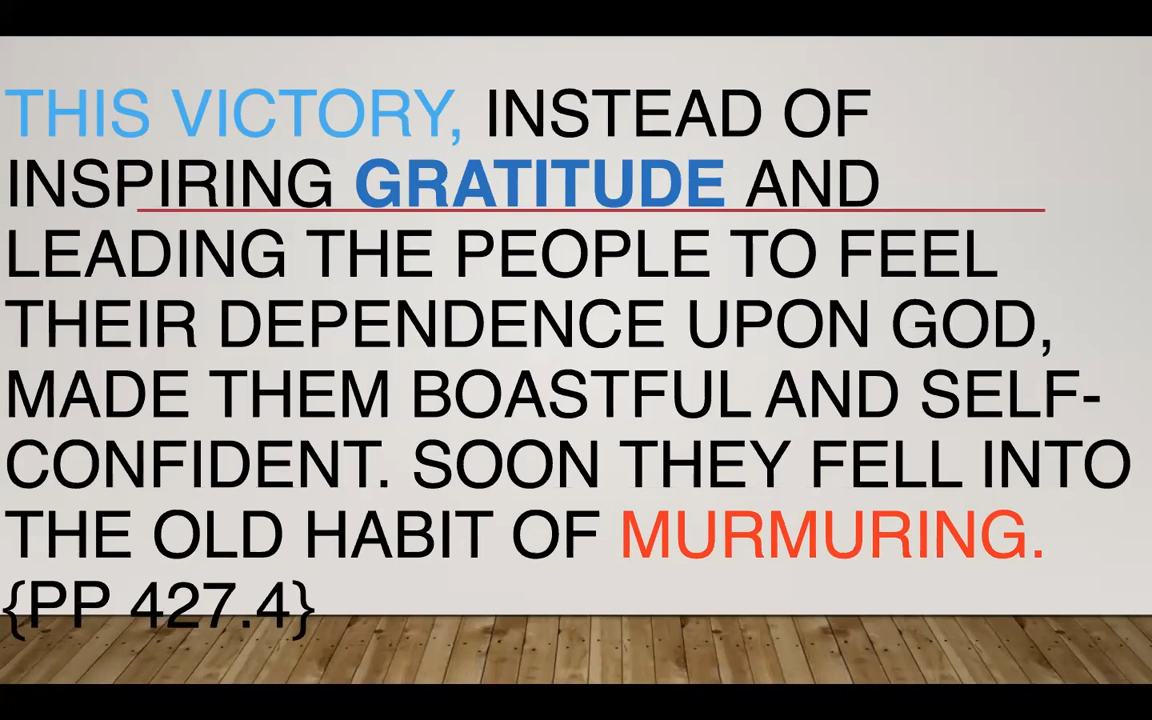 THIS VICTORY, INSTEAD OF
INSPIRING GRATITUDE AND
LEADING THE PEOPLE TO FEEL
THEIR DEPENDENCE UPON GOD,
MADE THEM BOASTFUL AND SELF-
CONFIDENT. SOON THEY FELL INTO
THE OLD HABIT OF MURMURING.
{PP 427.4}